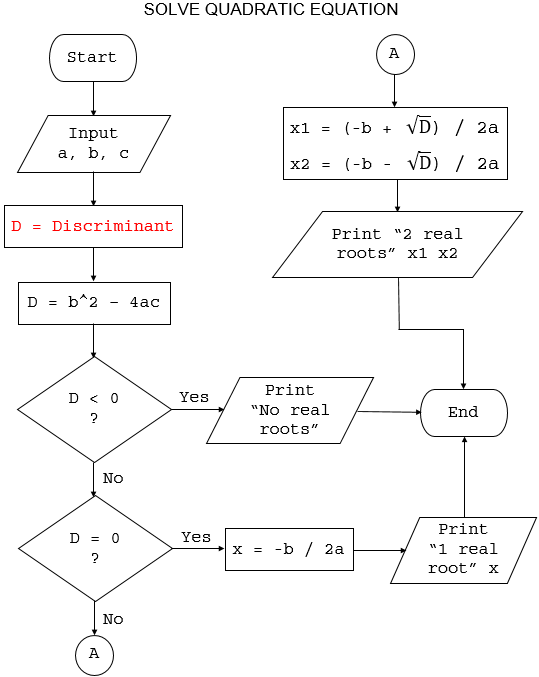 SOLVE QUADRATIC EQUATION
Start
Input
a, b, c
D = Discriminant
D = b^2 – 4ac
D < 0
?
Yes
Print
“No real
roots”
No
D = 0
?
Yes
x = -b / 2a
Print
“1 real
root” x
No
A
A
x1 = (-b + √D) / 2a
x2 = (-b - √D) / 2a
Print “2 real
roots” x1 x2
End